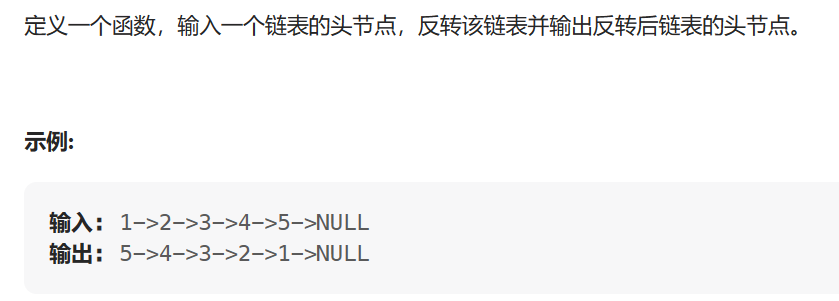 定义一个函数，输入一个链表的头节点，反转该链表并输出反转后链表的头节点。
示例:
输入: 1->2->3->4->5->NULL
输出: 5->4->3->2->1->NULL